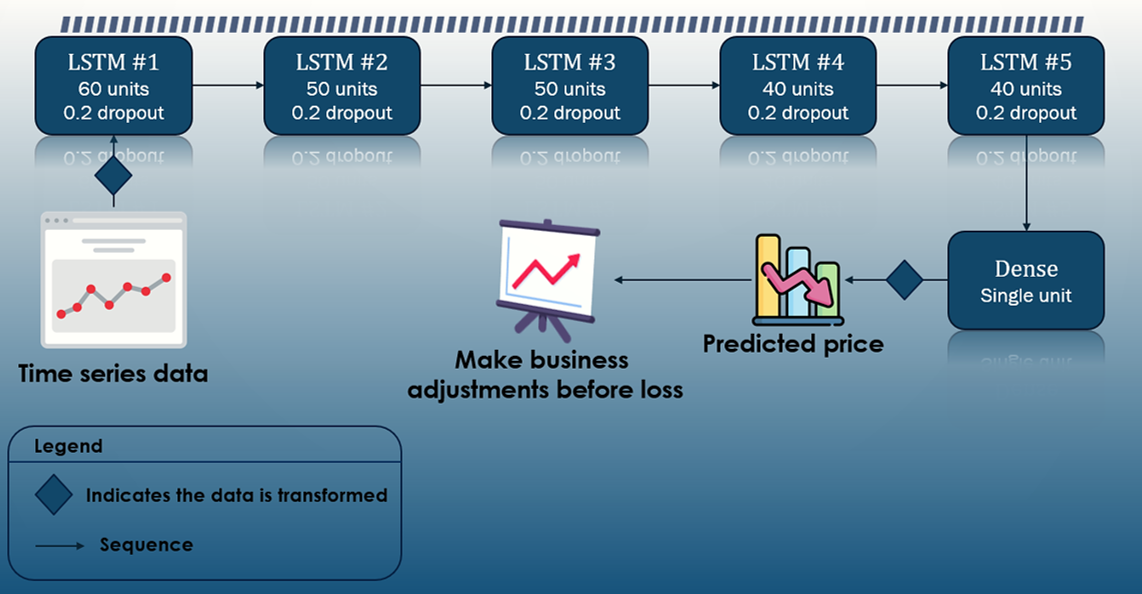 LSTM #1
60 units
0.2 dropout
LSTM #2
50 units
0.2 dropout
LSTM #3
50 units
0.2 dropout
LSTM #4
40 units
0.2 dropout
LSTM #5
40 units
0.2 dropout
Time series data
Make business
adjustments before loss
Predicted price
Dense
Single unit
Legend
Indicates the data is transformed
Sequence